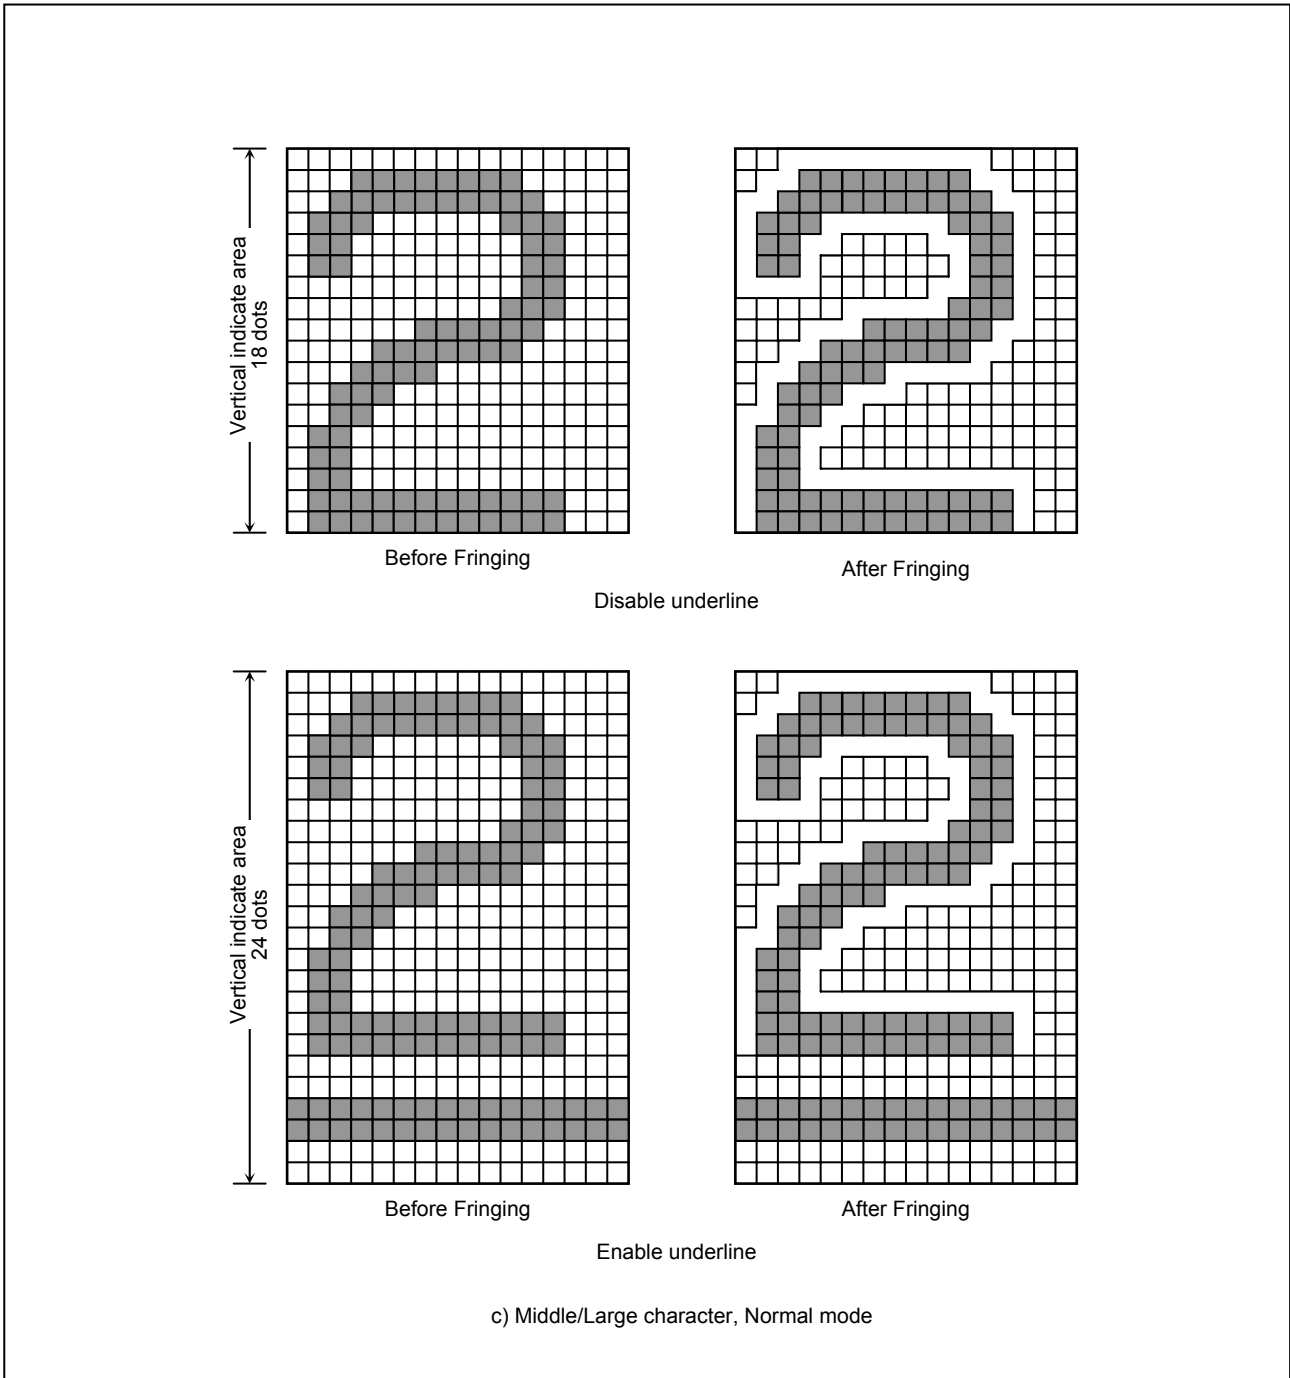 Vertical indicate area
18 dots
Before Fringing
After Fringing
Disable underline
Vertical indicate area
24 dots
Before Fringing
After Fringing
Enable underline
c) Middle/Large character, Normal mode